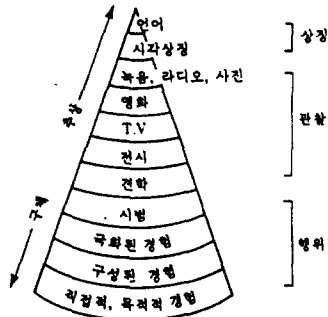 언어
시각상징
녹음, 라디오, 사진
영화
T.V
전시
견학
시범
극화된 경험
구성된 경험
직접적, 목적적 경험
추상
구체
상징
관찰
행위